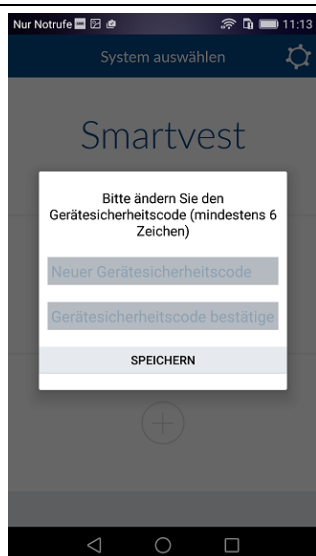 Nur Notrufe 11:13
System auswählen
Smartvest
Bitte ändern Sie den
Gerätesicherheitscode (mindestens 6
Zeichen)
Neuer Gerätesicherheitscode
Gerätesicherheitscode bestätige
SPEICHERN